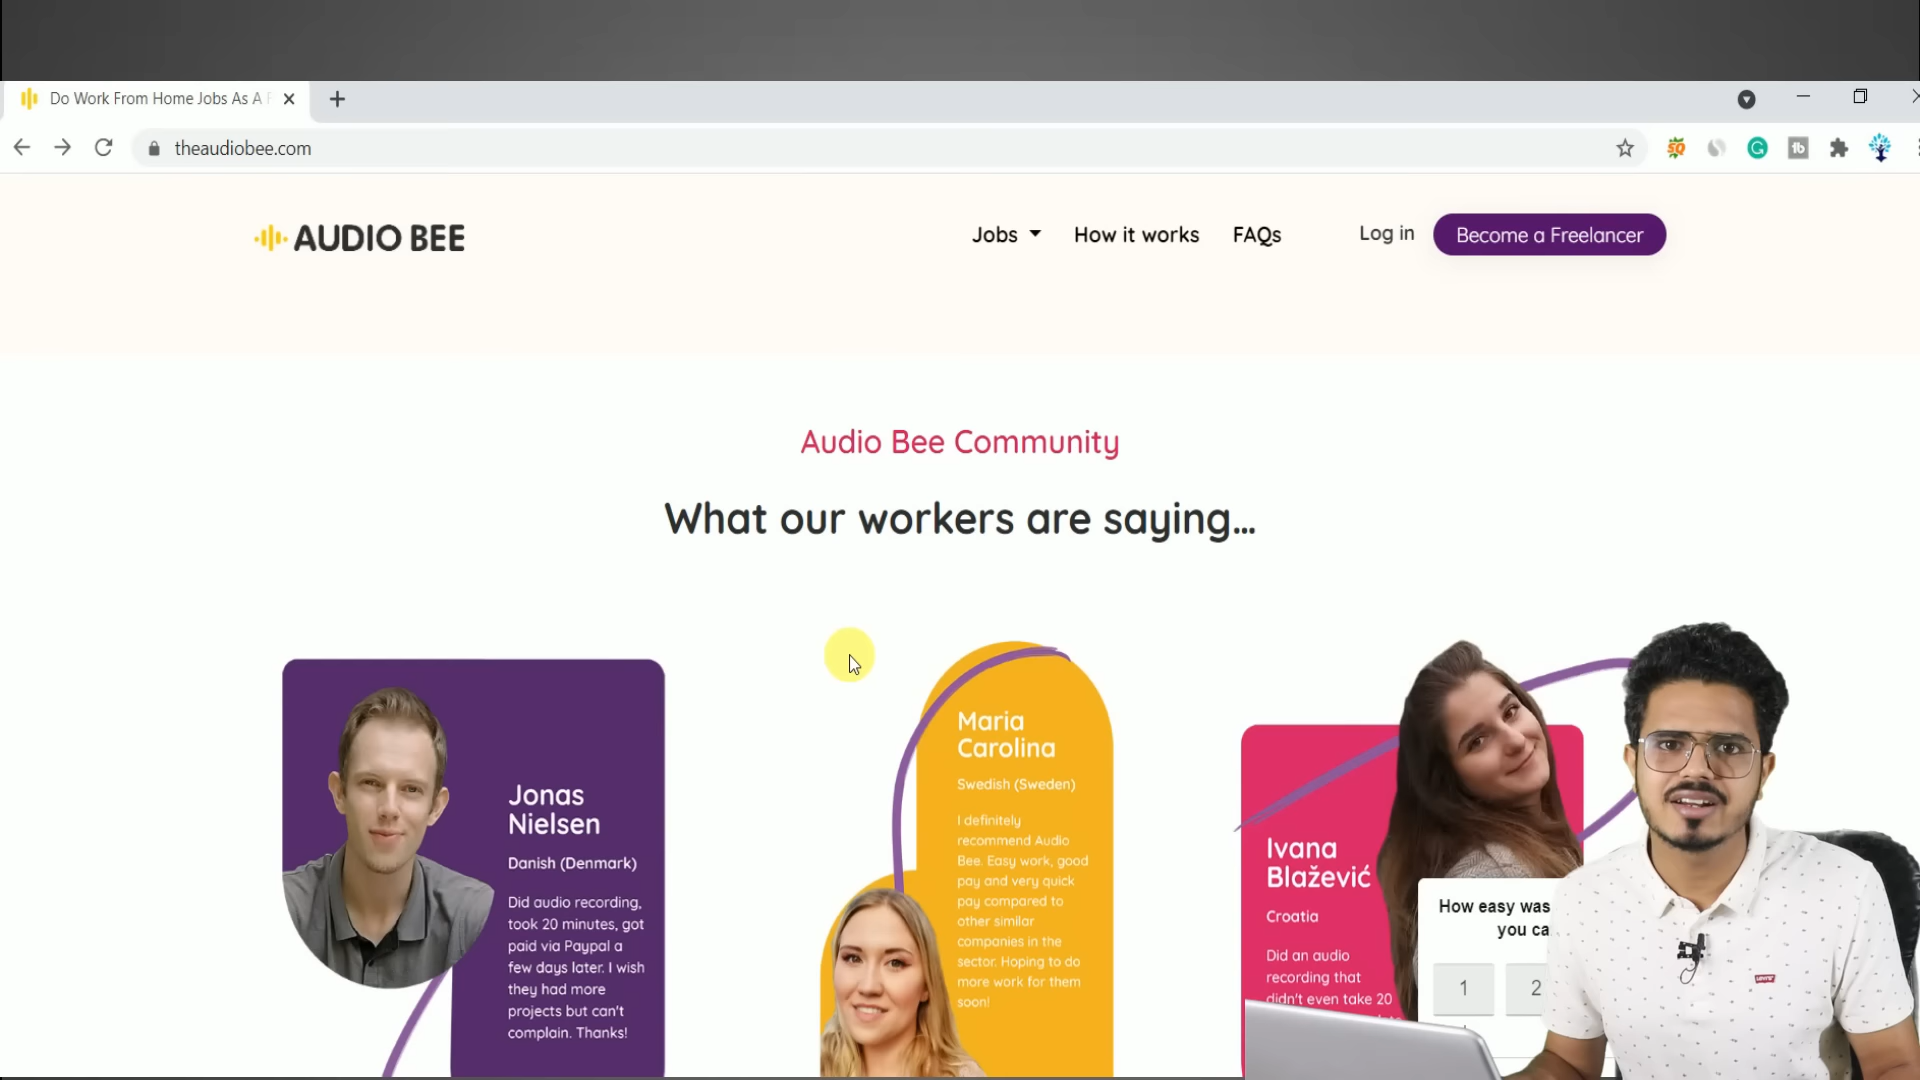 Do Work From Home Jobs As A F
theaudiobee.com
AUDIO BEE
Jobs
How it works
FAQs
Log in
Become a Freelancer
Audio Bee Community
What our workers are saying...
Jonas
Nielsen
Danish (Denmark)
Did audio recording,
took 20 minutes, got
paid via Paypal a
few days later. I wish
they had more
projects but can't
complain. Thanks!
Maria
Carolina
Swedish (Sweden)
I definitely
recommend Audio
Bee. Easy work, good
pay and very quick
pay compared to
other similar
companies in the
sector. Hoping to do
more work for them
soon!
Ivana
Blažević
Croatia
Did an audio
recording that
didn't even take 20
How easy was
you ca
1
2